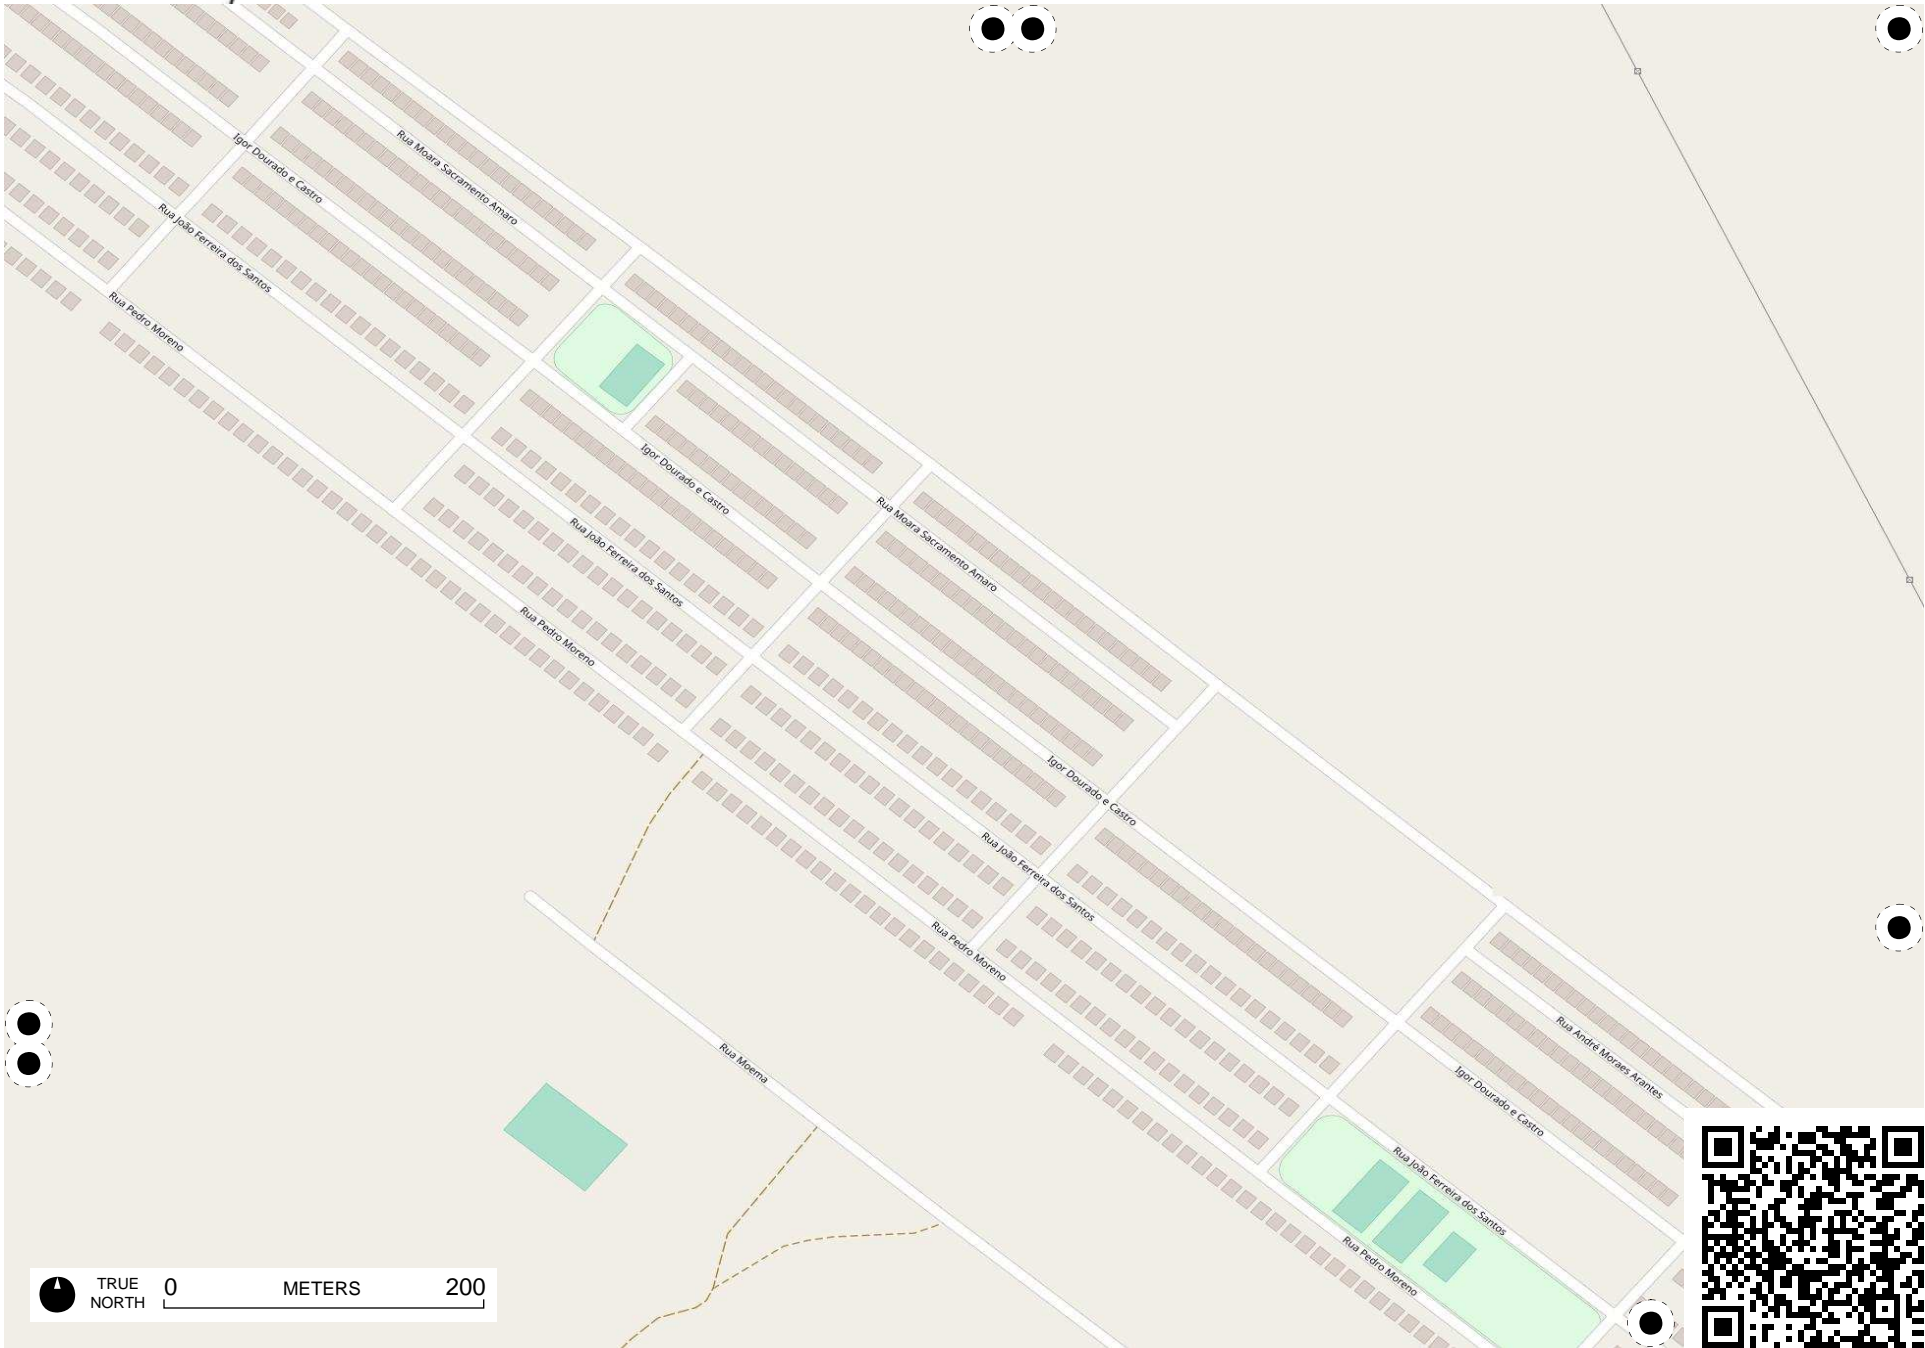 Rua Moara Sacramento Amaro
Igor Dourado e Castro
Rua João Ferreira dos Santos
Rua Pedro Moreno
Igor Dourado e Castro
Rua Moara Sacramento Amaro
Rua João Ferreira dos Santos
Rua Pedro Moreno
Igor Dourado e Castro
Rua João Ferreira dos Santos
Rua Pedro Moreno
Rua André Moraes Arantes
Rua Moema
Igor Dourado e Castro
Rua João Ferreira dos Santos
Rua Pedro Moreno
TRUE NORTH
0 METERS 200